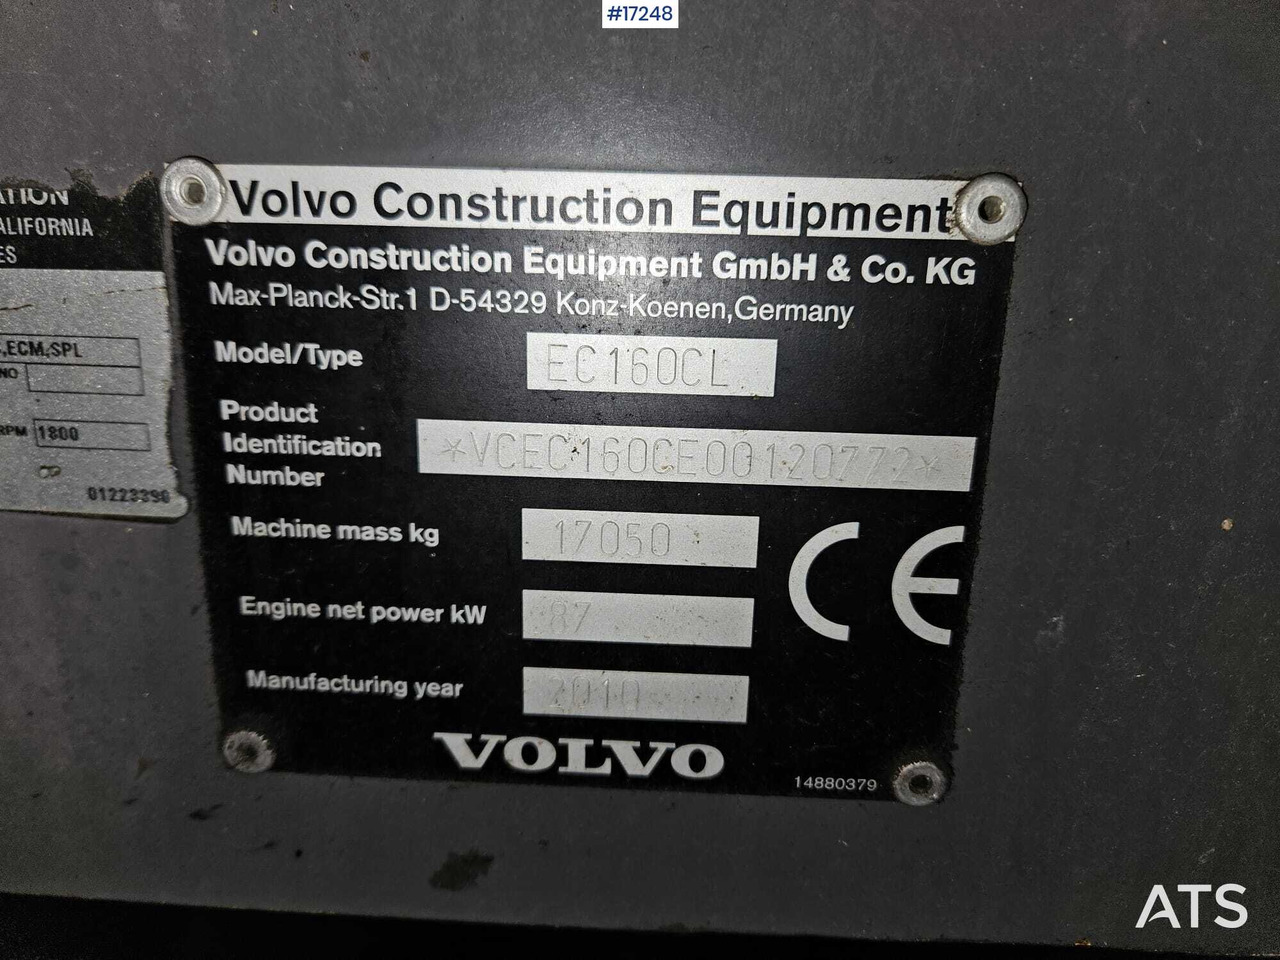 #17248
ATION
ALIFORNIA
ES
,ECM,SPL
NO
RPM 1800
01223390
Volvo Construction Equipment
Volvo Construction Equipment GmbH & Co. KG
Max-Planck-Str.1 D-54329 Konz-Koenen,Germany
Model/Type EC160CL
Product
Identification
Number *VCEC160CE00120772*
Machine mass kg 17050
Engine net power kW 87
Manufacturing year 2010
CE
VOLVO
14880379
ATS